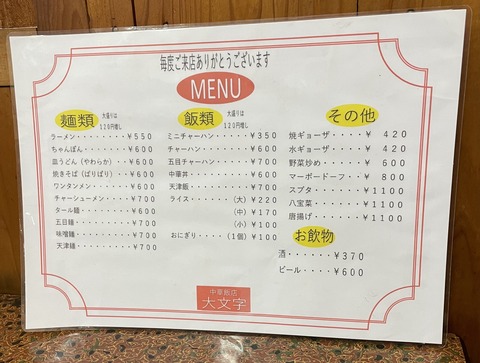 毎度ご来店ありがとうございます
MENU
麺類 大盛りは120円増し
ラーメン・・・・・・・￥550
ちゃんぽん・・・・・・￥600
皿うどん（やわらか）・・￥600
焼きそば（ぱりぱり）・・￥600
ワンタンメン・・・・・￥600
チャーシューメン・・・￥700
タール麺・・・・・・・￥600
五目麺・・・・・・・・￥700
味噌麺・・・・・・・・￥700
天津麺・・・・・・・・￥700
飯類 大盛りは120円増し
ミニチャーハン・・・・￥350
チャーハン・・・・・・￥600
五目チャーハン・・・・￥700
中華丼・・・・・・・・￥600
天津飯・・・・・・・・￥700
ライス・・・・（大）￥220
（中）￥170
（小）￥100
おにぎり・・（1個）￥100
その他
焼ギョーザ・・・・￥ 420
水ギョーザ・・・・￥ 420
野菜炒め・・・・・￥ 600
マーボードーフ・・￥ 800
スブタ・・・・・・￥1100
八宝菜・・・・・・￥1100
唐揚げ・・・・・・￥1100
お飲物
酒・・・・・￥370
ビール・・・・￥600
中華飯店
大文字